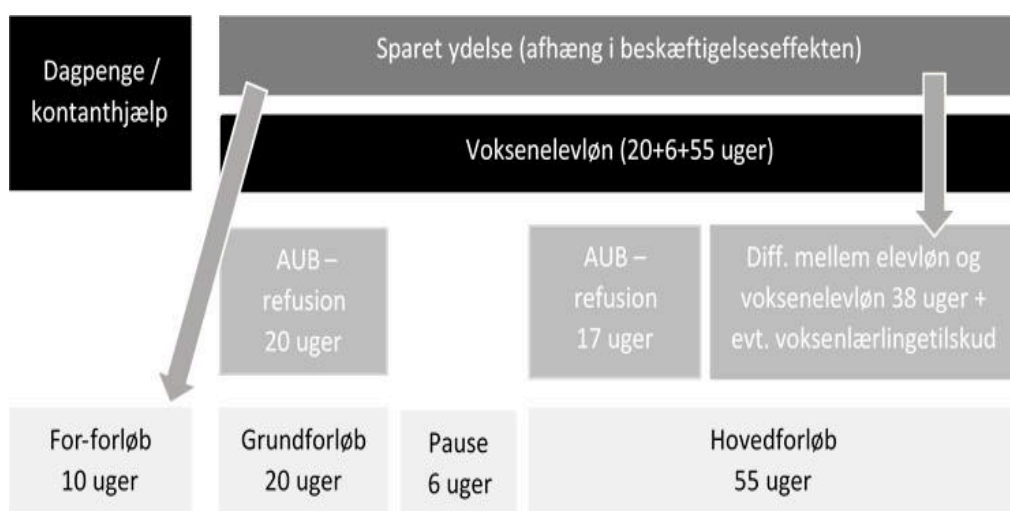 Dagpenge /
kontanthjælp
Sparet ydelse (afhæng i beskæftigelseseffekten)
Voksenelevløn (20+6+55 uger)
AUB –
refusion
20 uger
AUB –
refusion
17 uger
Diff. mellem elevløn og
voksenelevløn 38 uger +
evt. voksenlærlingetilskud
For-forløb
10 uger
Grundforløb
20 uger
Pause
6 uger
Hovedforløb
55 uger